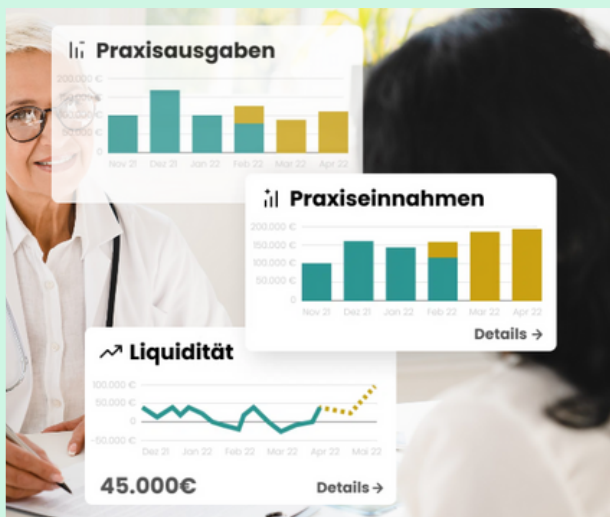 Praxisausgaben
200.000 €
50.000 €
0
Nov 21 Dez 21 Jan 22 Feb 22 Mar 22 Apr 22
Praxiseinnahmen
200.000 €
150.000 €
100.000 €
50.000 €
0
Nov 21 Dez 21 Jan 22 Feb 22 Mar 22 Apr 22
Details →
Liquidität
100.000 €
50.000 €
0
-50.000 €
Dez 21 Jan 22 Feb 22 Mar 22 Apr 22 Mai 22
45.000€
Details →